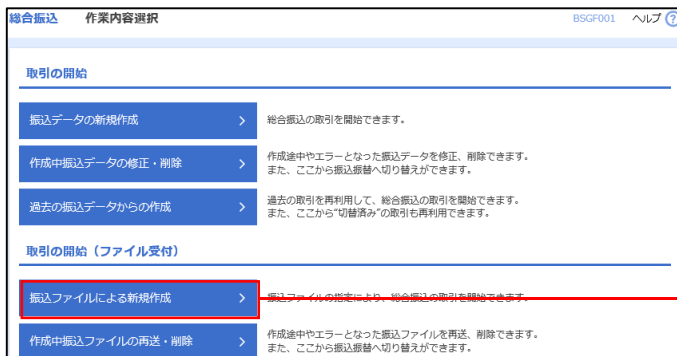 総合振込 作業内容選択 BSGF001 ヘルプ ?
取引の開始
振込データの新規作成 > 総合振込の取引を開始できます。
作成中振込データの修正・削除 > 作成途中やエラーとなった振込データを修正、削除できます。
また、ここから振込振替へ切り替えができます。
過去の振込データからの作成 > 過去の取引を再利用して、総合振込の取引を開始できます。
また、ここから“切替済み”の取引も再利用できます。
取引の開始（ファイル受付）
振込ファイルによる新規作成 > 振込ファイルの指定により、総合振込の取引を開始できます。
作成中振込ファイルの再送・削除 > 作成途中やエラーとなった振込ファイルを再送、削除できます。
また、ここから振込振替へ切り替えができます。